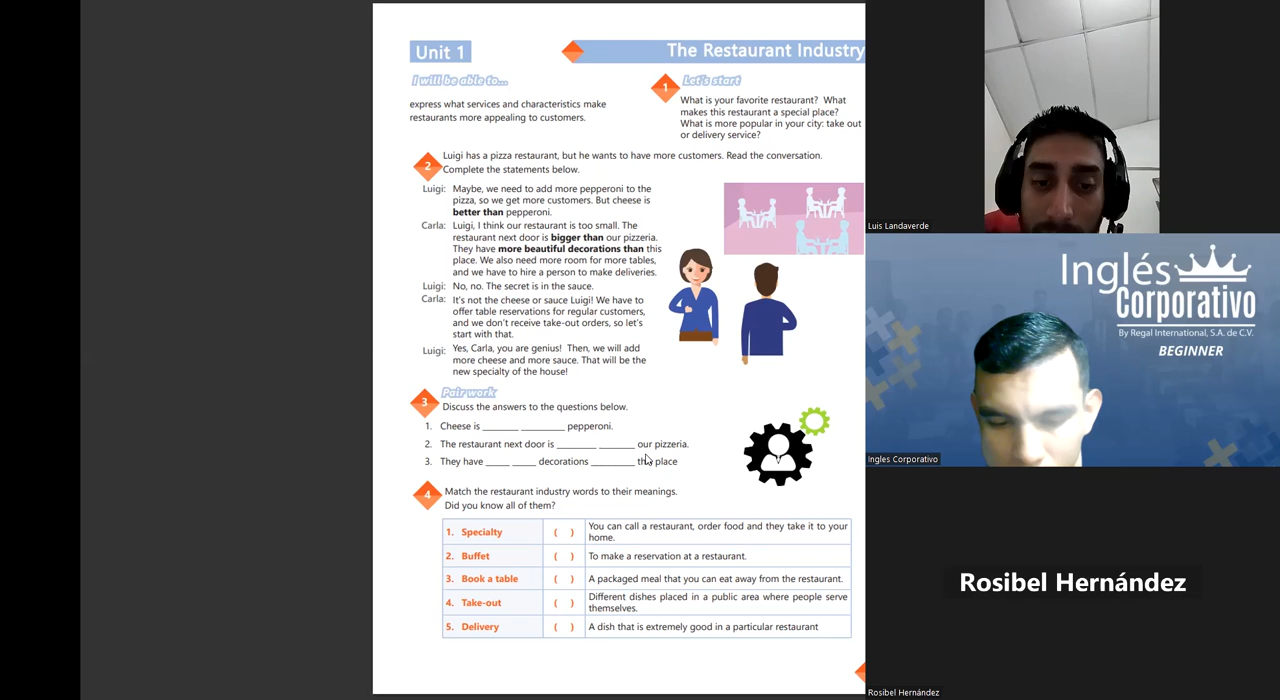 Unit 1
The Restaurant Industry
I will be able to...
express what services and characteristics make
restaurants more appealing to customers.
1
Let's start
What is your favorite restaurant? What
makes this restaurant a special place?
What is more popular in your city: take out
or delivery service?
2
Luigi has a pizza restaurant, but he wants to have more customers. Read the conversation.
Complete the statements below.
Luigi: Maybe, we need to add more pepperoni to the
pizza, so we get more customers. But cheese is
better than pepperoni.
Carla: Luigi, I think our restaurant is too small. The
restaurant next door is bigger than our pizzeria.
They have more beautiful decorations than this
place. We also need more room for more tables,
and we have to hire a person to make deliveries.
Luigi: No, no. The secret is in the sauce.
Carla: It's not the cheese or sauce Luigi! We have to
offer table reservations for regular customers,
and we don't receive take-out orders, so let's
start with that.
Luigi: Yes, Carla, you are genius! Then, we will add
more cheese and more sauce. That will be the
new specialty of the house!
3
Pair work
Discuss the answers to the questions below.
1. Cheese is _______ _________ pepperoni.
2. The restaurant next door is ________ _______ our pizzeria.
3. They have _____ _____ decorations _________ this place
4
Match the restaurant industry words to their meanings.
Did you know all of them?
1. Specialty ( ) You can call a restaurant, order food and they take it to your
home.
2. Buffet ( ) To make a reservation at a restaurant.
3. Book a table ( ) A packaged meal that you can eat away from the restaurant.
4. Take-out ( ) Different dishes placed in a public area where people serve
themselves.
5. Delivery ( ) A dish that is extremely good in a particular restaurant
Luis Landaverde
Inglés
Corporativo
By Regal International, S.A. de C.V.
BEGINNER
Ingles Corporativo
Rosibel Hernández
Rosibel Hernández